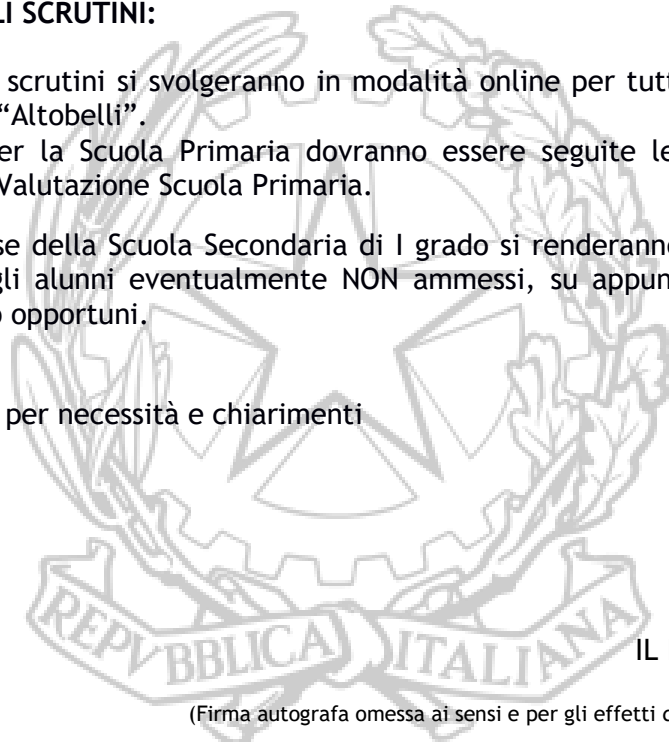 LI SCRUTINI:
scrutini si svolgeranno in modalità online per tutt
“Altobelli”.
er la Scuola Primaria dovranno essere seguite le
Valutazione Scuola Primaria.
se della Scuola Secondaria di I grado si renderanno
gli alunni eventualmente NON ammessi, su appun
o opportuni.
per necessità e chiarimenti
REPVBBLICA ITALIANA
IL
(Firma autografa omessa ai sensi e per gli effetti d